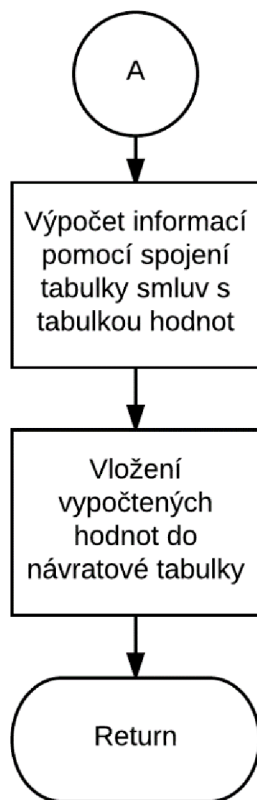 A
Výpočet informací
pomocí spojení
tabulky smluv s
tabulkou hodnot
Vložení
vypočtených
hodnot do
návratové tabulky
Return